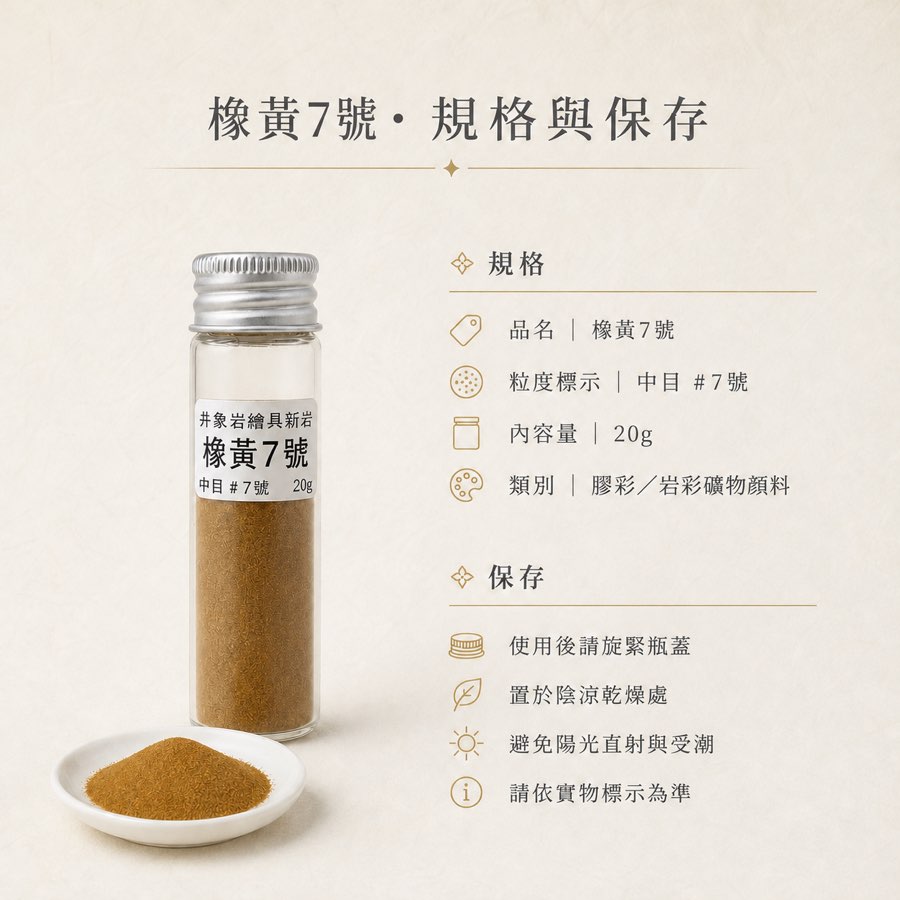 橡黃7號・規格與保存
井象岩繪具新岩
橡黃7號
中目 #7號 20g
規格
品名｜橡黃7號
粒度標示｜中目 #7號
內容量｜20g
類別｜膠彩／岩彩礦物顏料
保存
使用後請旋緊瓶蓋
置於陰涼乾燥處
避免陽光直射與受潮
請依實物標示為準